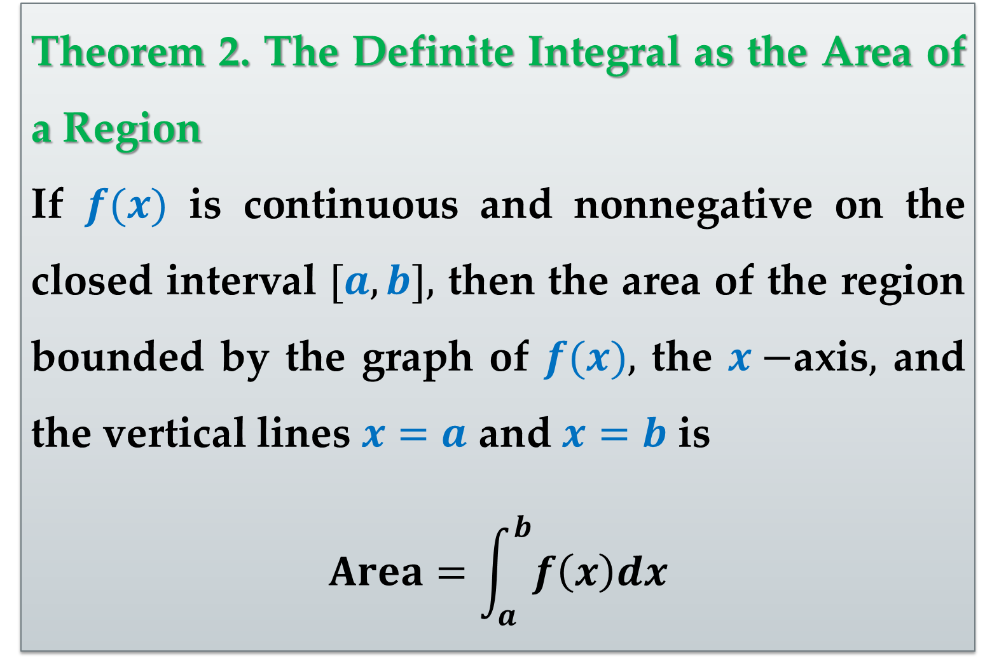 Theorem 2. The Definite Integral as the Area of
a Region
If f(x) is continuous and nonnegative on the
closed interval [a, b], then the area of the region
bounded by the graph of f(x), the x −axis, and
the vertical lines x = a and x = b is
Area = ∫_a^b f(x)dx